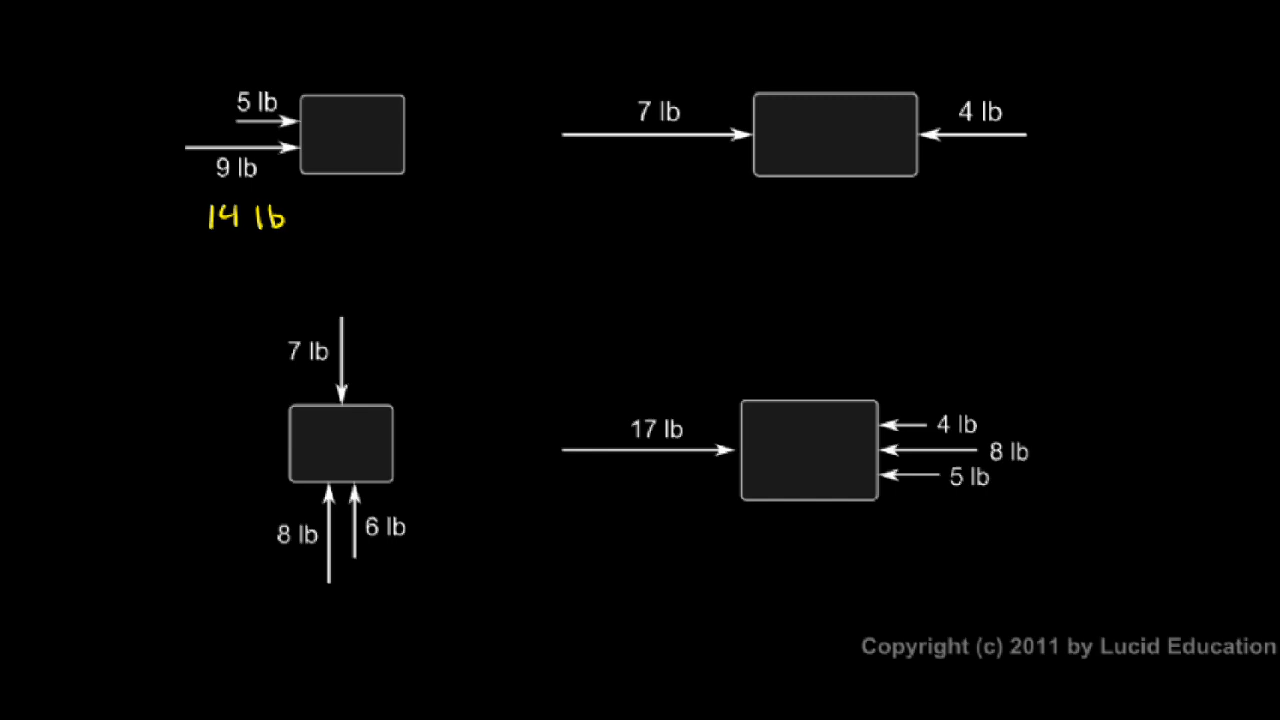 5 lb
9 lb
14 lb
7 lb
4 lb
7 lb
8 lb
6 lb
17 lb
4 lb
8 lb
5 lb
Copyright (c) 2011 by Lucid Education